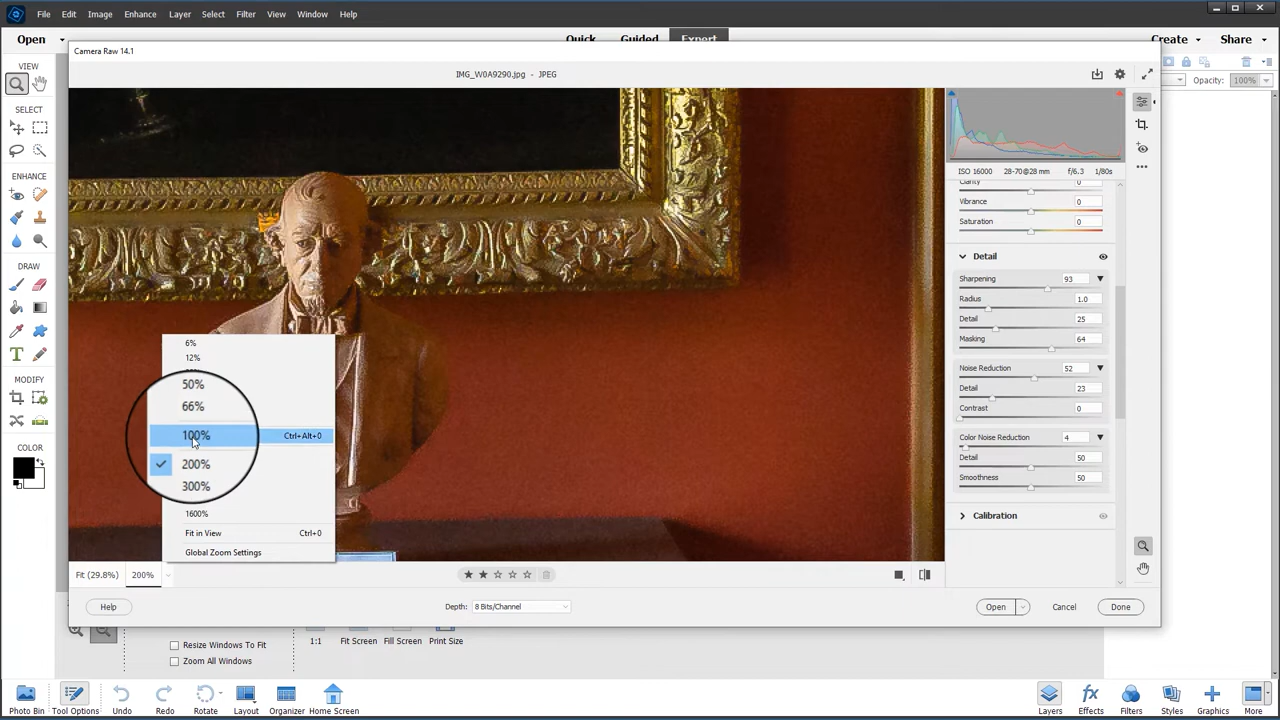 File Edit Image Enhance Layer Select Filter View Window Help
Open Quick Guided Expert Create Share
Camera Raw 14.1
IMG_W0A9290.jpg - JPEG
Opacity: 100%
VIEW
SELECT
ENHANCE
DRAW
MODIFY
COLOR
ISO 16000 28-70@28 mm f/6.3 1/80s
Clarity 0
Vibrance 0
Saturation 0
Detail
Sharpening 93
Radius 1.0
Detail 25
Masking 64
Noise Reduction 52
Detail 23
Contrast 0
Color Noise Reduction 4
Detail 50
Smoothness 50
Calibration
6%
12%
50%
66%
100% Ctrl+Alt+0
200%
300%
1600%
Fit in View Ctrl+0
Global Zoom Settings
Fit (29.8%) 200%
Help Depth: 8 Bits/Channel Open Cancel Done
1:1 Fit Screen Fill Screen Print Size
Resize Windows To Fit
Zoom All Windows
Photo Bin Tool Options Undo Redo Rotate Layout Organizer Home Screen Layers Effects Filters Styles Graphics More